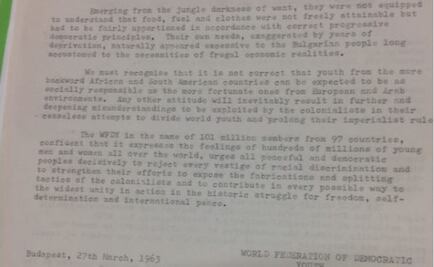 Emerging from the jungle darkness of want, they were not equipped
to understand that food, fuel and clothes were not freely attainable but
had to be fairly apportioned in accordance with correct progressive
democratic principles. Their own needs, exaggerated by years of
deprivation, naturally appeared excessive to the Bulgarian people long
accustomed to the necessities of frugal economic realities.
We must recognise that it is not correct that youth from the more
backward African and South American countries can be expected to be as
socially responsible as the more fortunate ones from European and Arab
environments. Any other attitude will inevitably result in further and
deepening misunderstandings to be exploited by the colonialists in their
ceaseless attempts to divide world youth and prolong their imperialist rule
The WFDY in the name of 101 million members from 97 countries,
confident that it expresses the feelings of hundreds of millions of young
men and women all over the world, urges all peaceful and democratic
peoples decisively to reject every vestige of racial discrimination and
to strengthen their efforts to expose the fabrications and splitting
tactics of the colonialists and to contribute in every possible way to
the widest unity in action in the historic struggle for freedom, self-
determination and international peace.
Budapest, 27th March, 1963 WORLD FEDERATION OF DEMOCRATIC
YOUTH